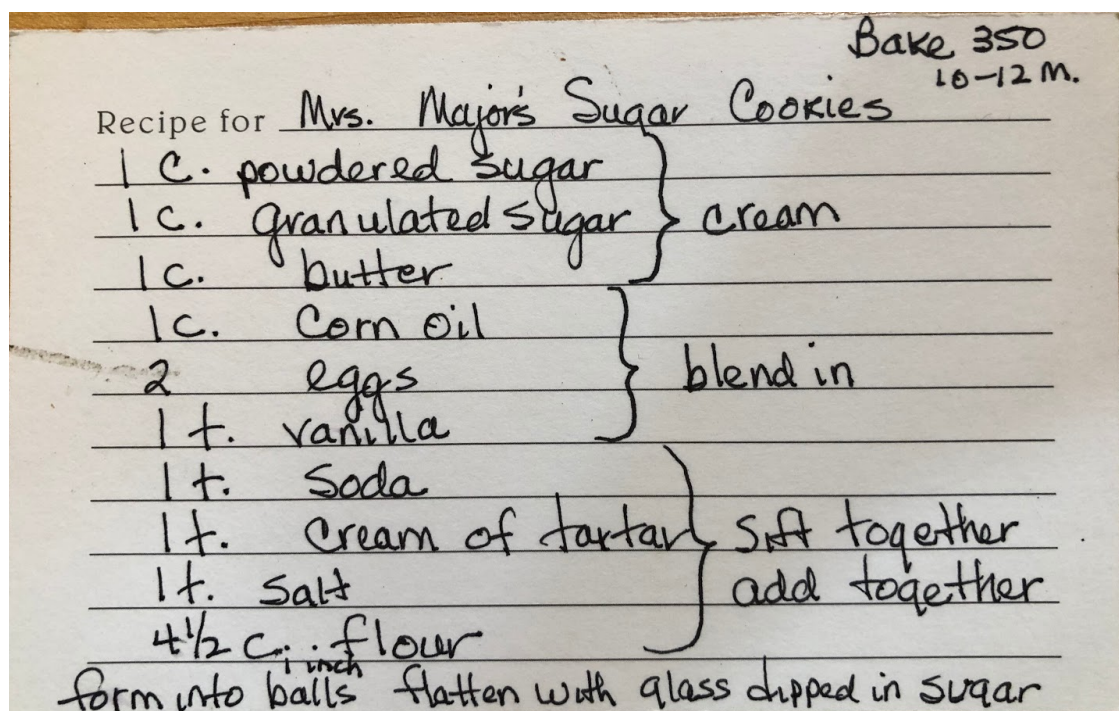 Bake 350
10-12 m.
Recipe for Mrs. Major's Sugar Cookies
1 c. powdered sugar
1 c. granulated sugar } cream
1 c. butter
1 c. Corn oil
2 eggs } blend in
1 t. vanilla
1 t. Soda
1 t. Cream of tartar } Sift together
1 t. Salt add together
4 1/2 c. flour
1 inch
form into balls flatten with glass dipped in sugar